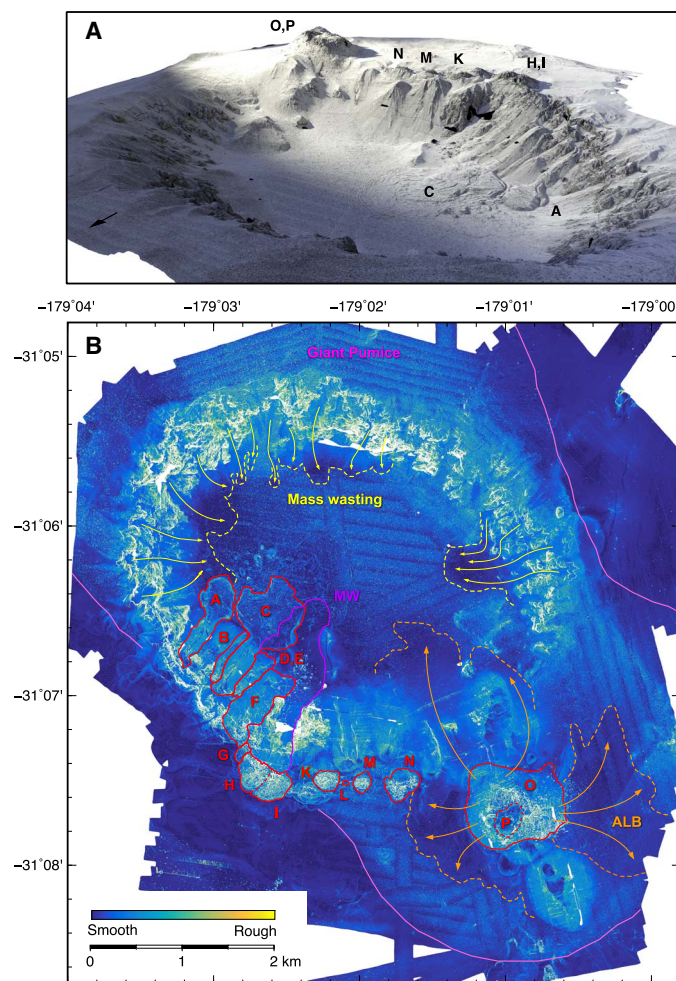 A
O,P
N
M
K
H,I
C
A
−179˚04' −179˚03' −179˚02' −179˚01' −179˚00'
B
Giant Pumice
−31˚05'
Mass wasting
−31˚06'
A
C
MW
B
D,E
−31˚07'
F
G
K
M
N
H
L
I
O
P
ALB
−31˚08'
Smooth Rough
0 1 2 km